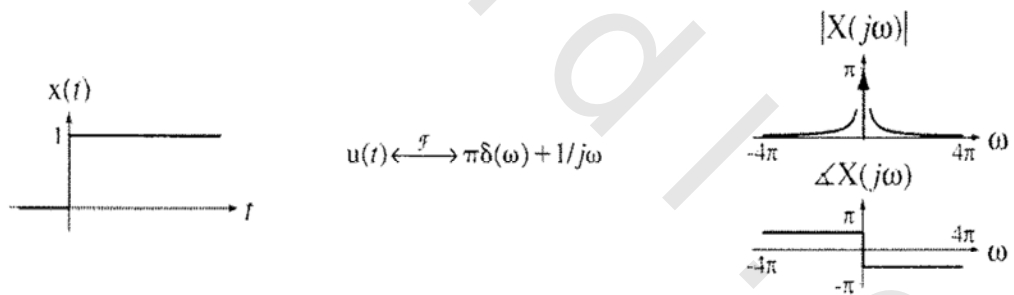 x(t)
1
t
u(t) ⟷ℱ πδ(ω) + 1/jω
|X(jω)|
π
-4π
4π
ω
∡X(jω)
π
4π
ω
-4π
-π